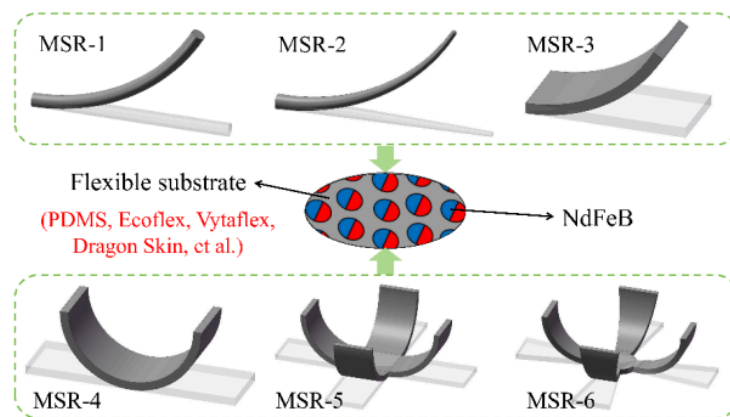 MSR-1
MSR-2
MSR-3
Flexible substrate
(PDMS, Ecoflex, Vytaflex,
Dragon Skin, ct al.)
NdFeB
MSR-4
MSR-5
MSR-6